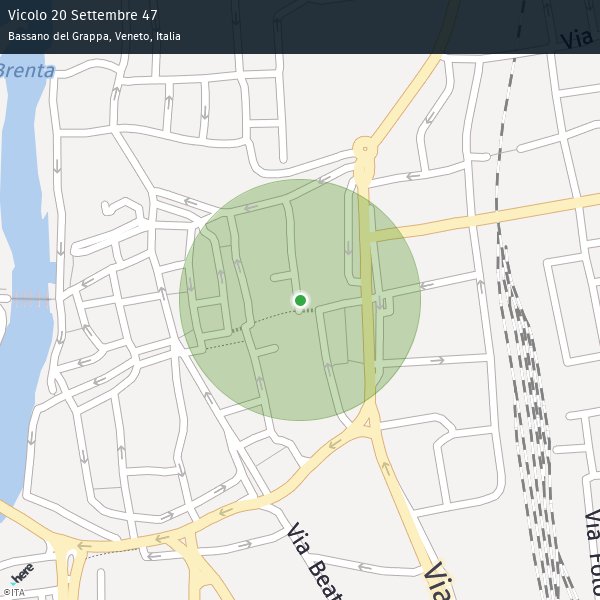 Vicolo 20 Settembre 47
Bassano del Grappa, Veneto, Italia
Via
Brenta
Via Beat
Via
Via Foto
here
©ITA